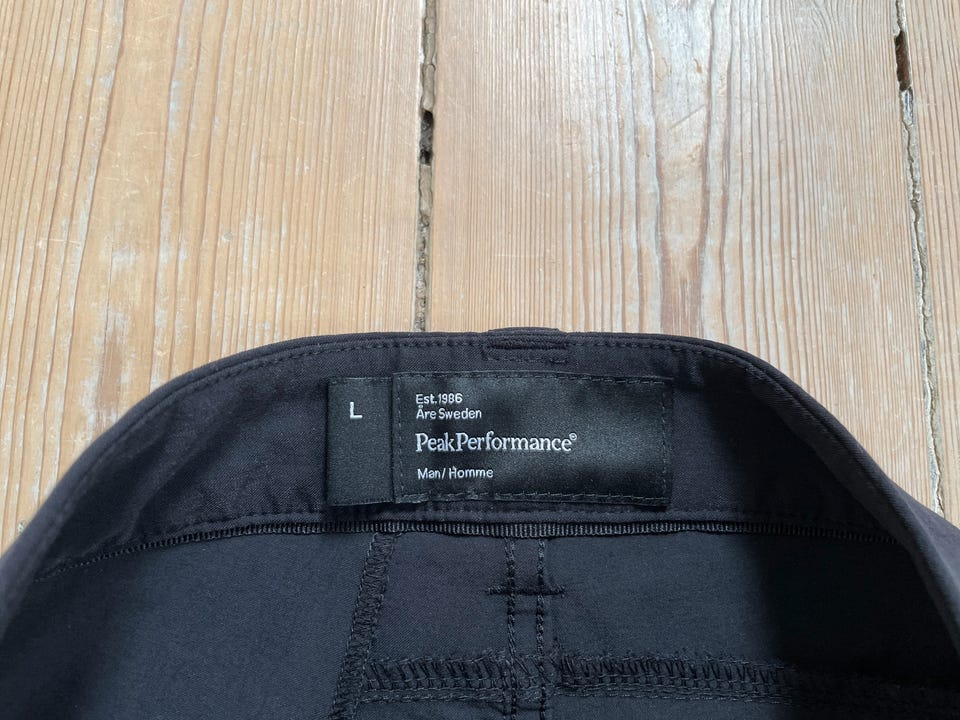 L
Est.1986
Åre Sweden
PeakPerformance®
Man/Homme